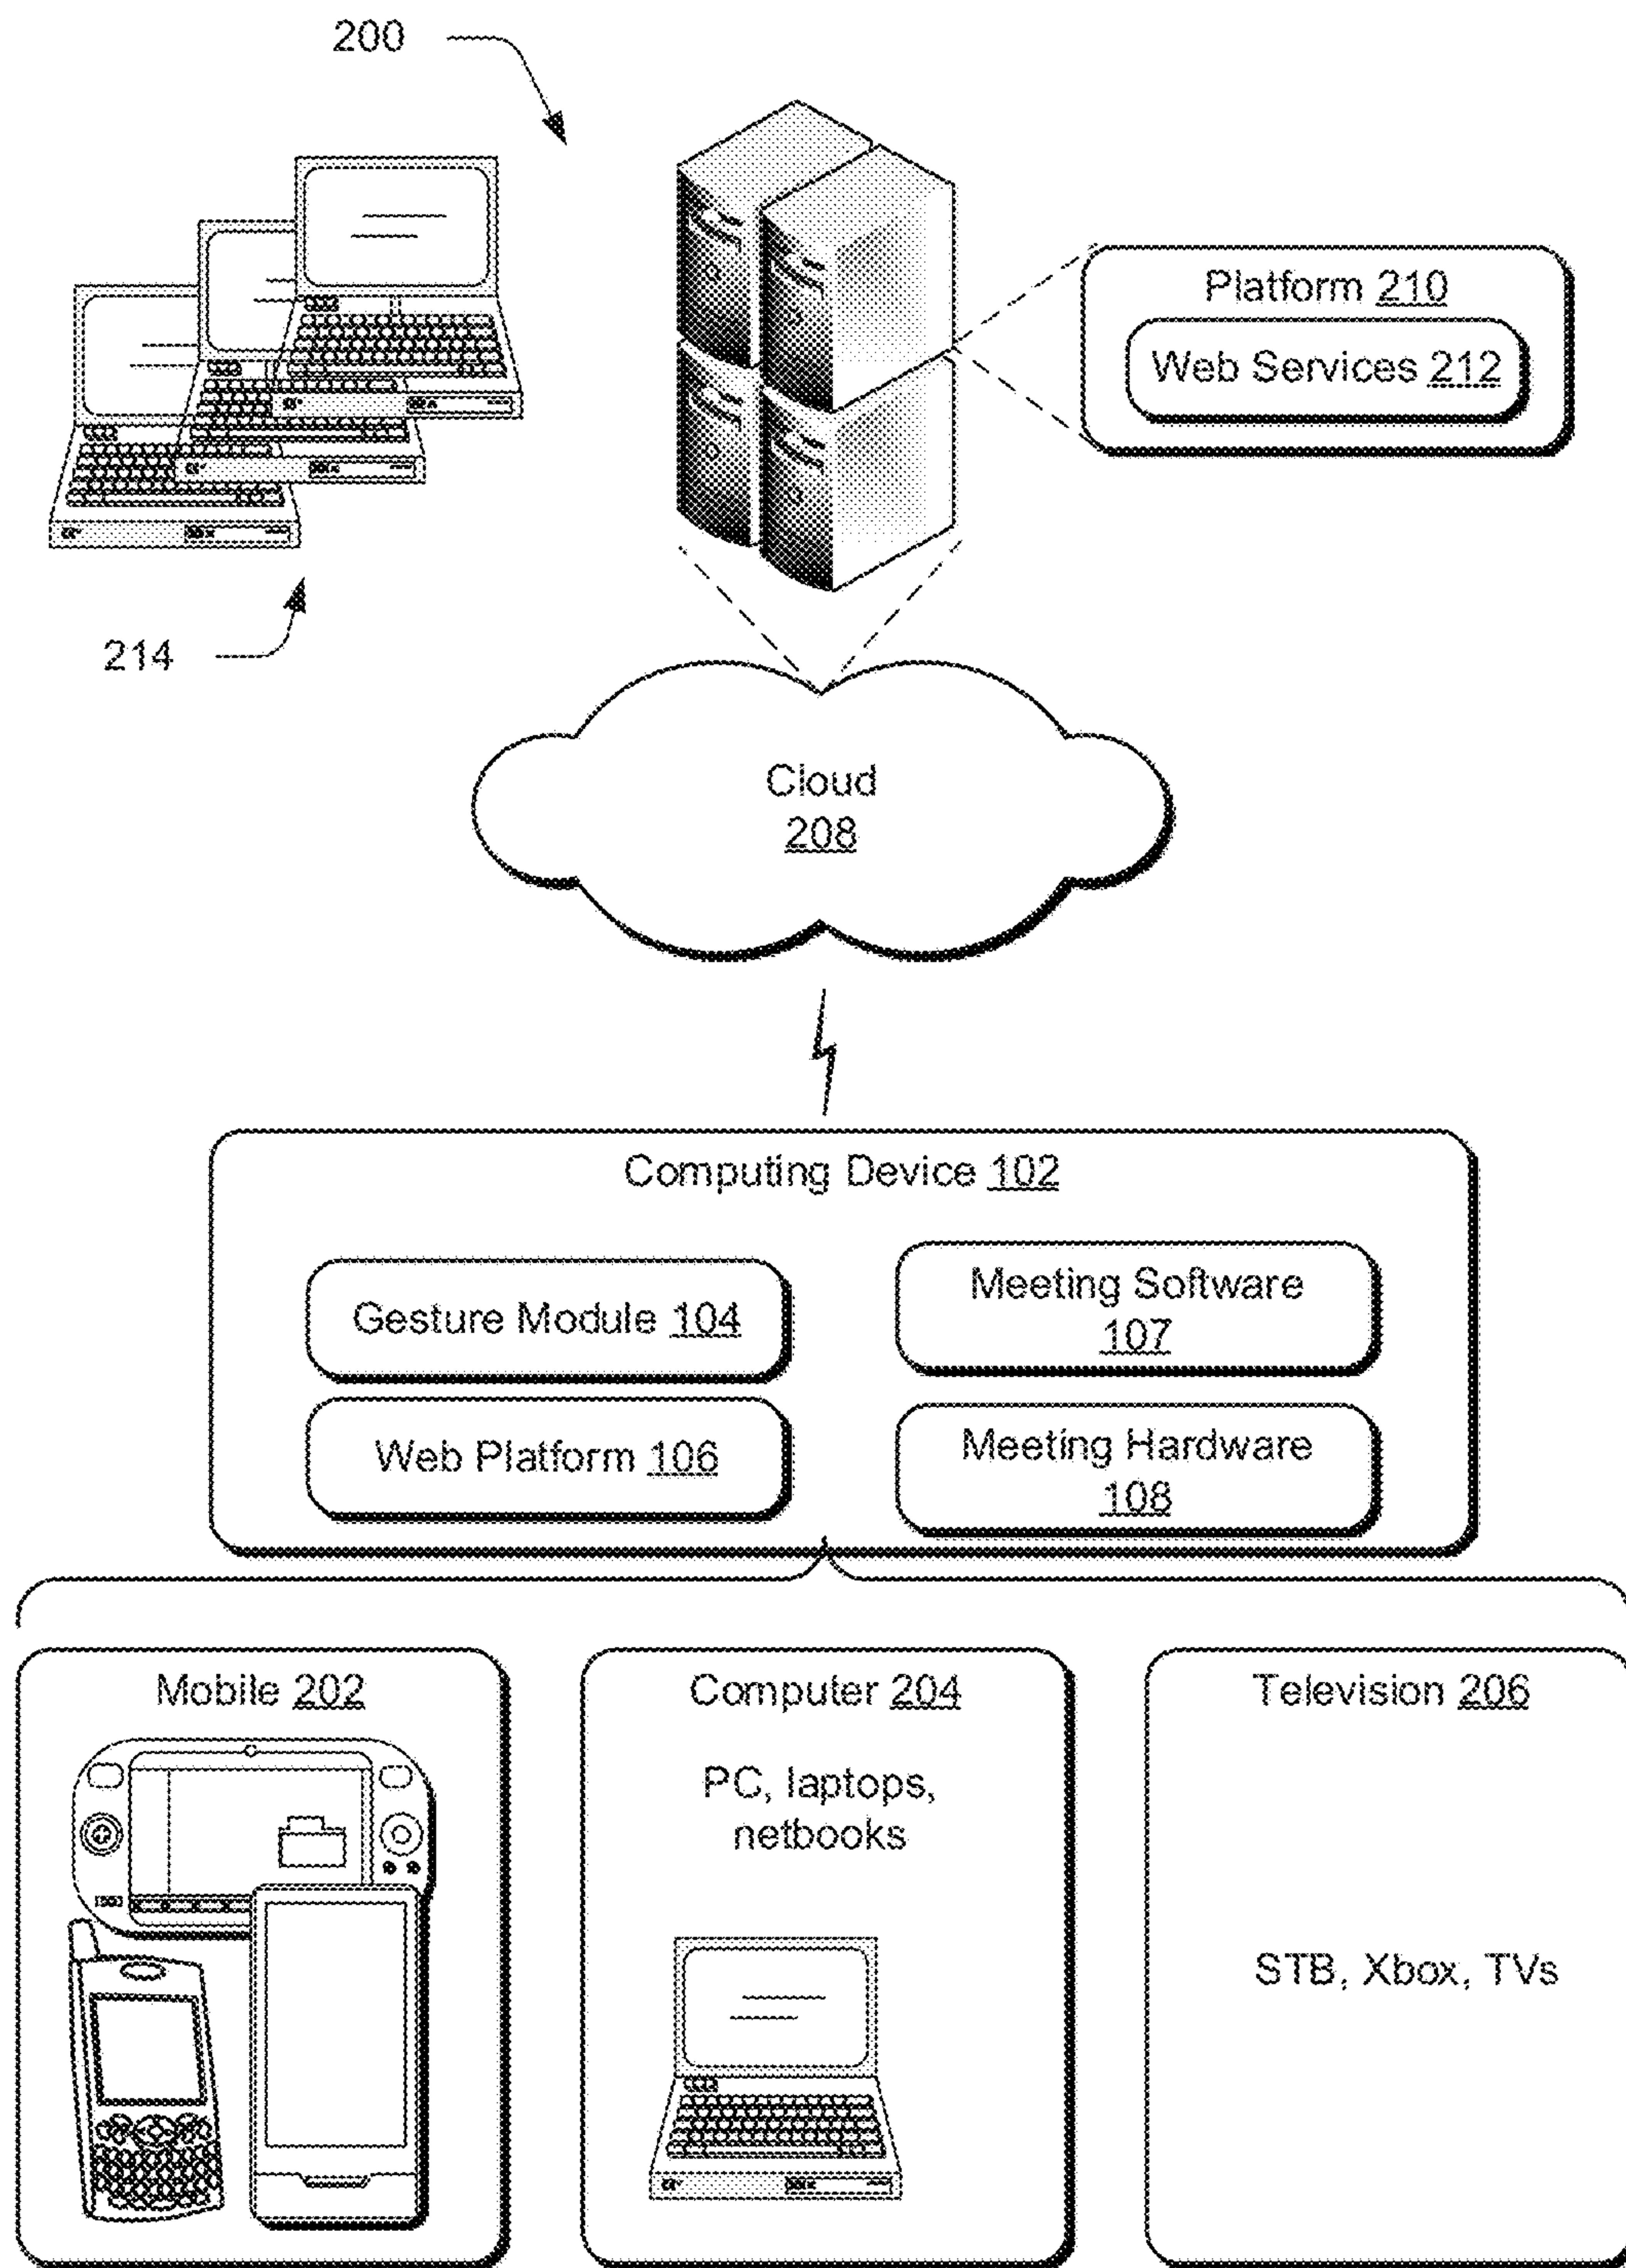 200
Platform 210
Web Services 212
214
Cloud
208
Computing Device 102
Gesture Module 104
Meeting Software
107
Web Platform 106
Meeting Hardware
108
Mobile 202
Computer 204
PC, laptops,
netbooks
Television 206
STB, Xbox, TVs